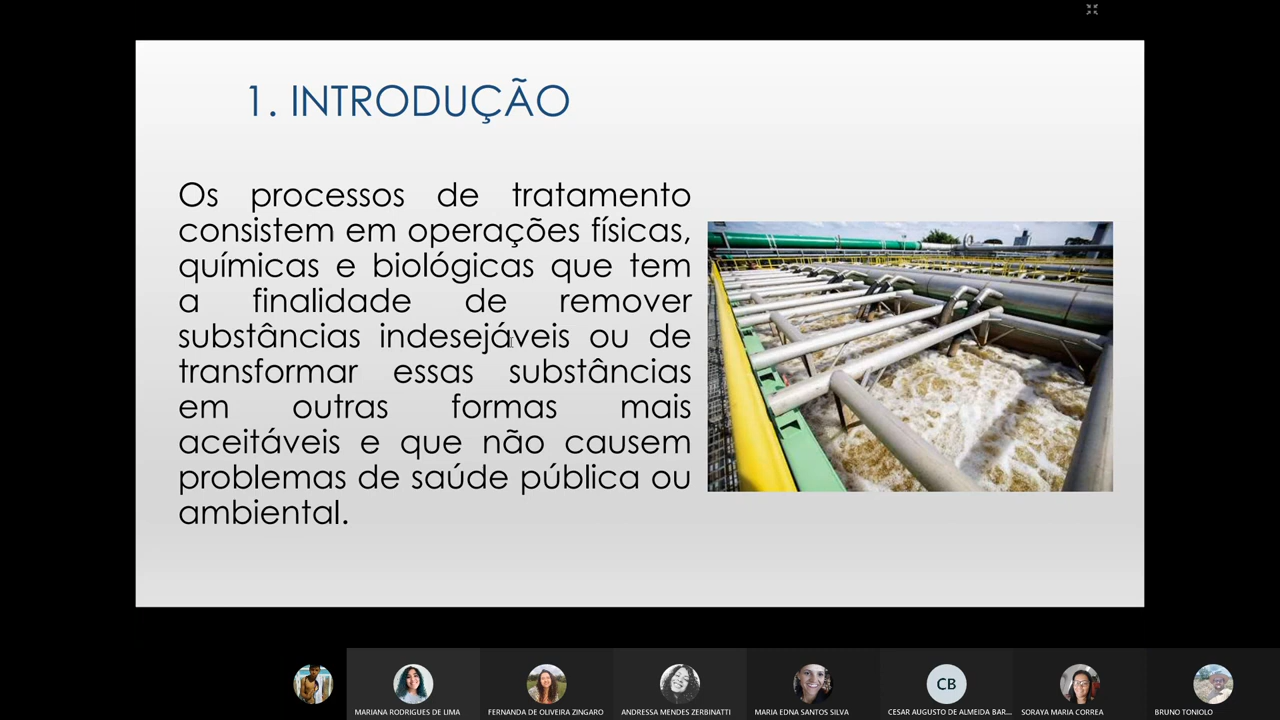 1. INTRODUÇÃO
Os processos de tratamento
consistem em operações físicas,
químicas e biológicas que tem
a finalidade de remover
substâncias indesejáveis ou de
transformar essas substâncias
em outras formas mais
aceitáveis e que não causem
problemas de saúde pública ou
ambiental.
CB
MARIANA RODRIGUES DE LIMA
FERNANDA DE OLIVEIRA ZINGARO
ANDRESSA MENDES ZERBINATTI
MARIA EDNA SANTOS SILVA
CESAR AUGUSTO DE ALMEIDA BAR...
SORAYA MARIA CORREA
BRUNO TONIOLO